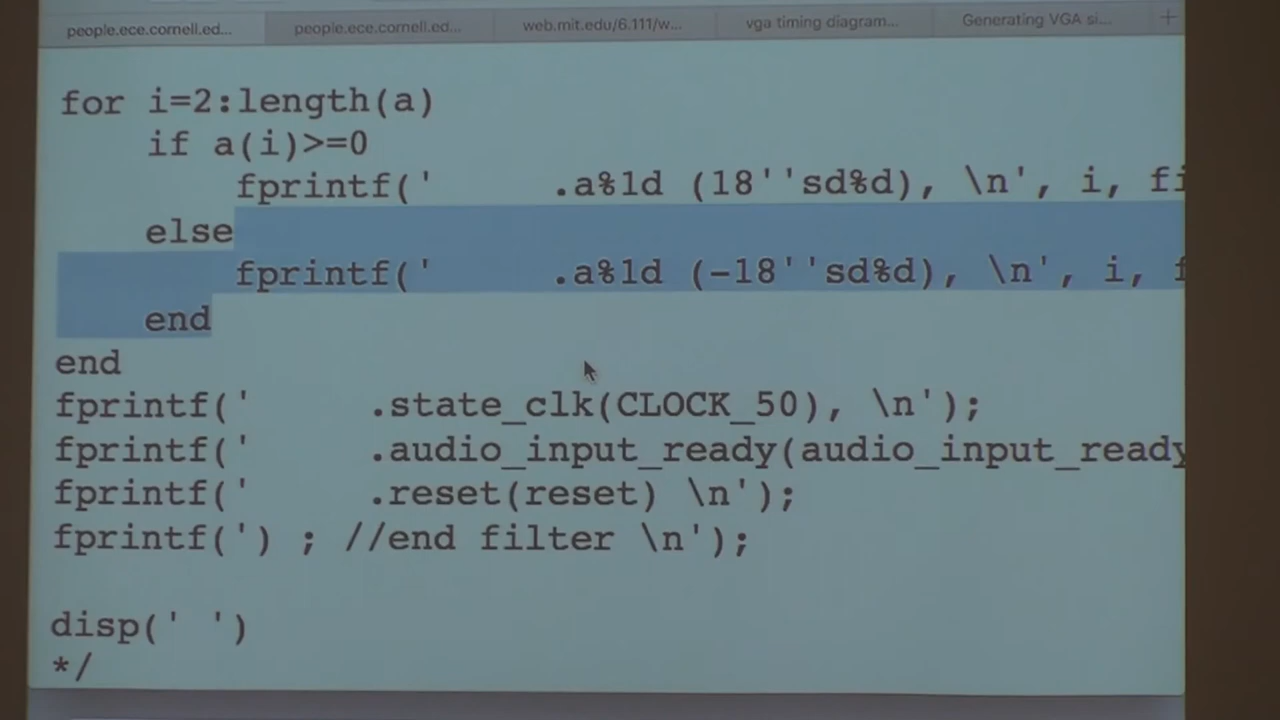 people.ece.cornell.ed... people.ece.cornell.ed... web.mit.edu/6.111/w... vga timing diagram... Generating VGA si... +
for i=2:length(a)
if a(i)>=0
fprintf(' .a%1d (18''sd%d), \n', i, fi
else
fprintf(' .a%1d (-18''sd%d), \n', i, f
end
end
fprintf(' .state_clk(CLOCK_50), \n');
fprintf(' .audio_input_ready(audio_input_ready
fprintf(' .reset(reset) \n');
fprintf(') ; //end filter \n');
disp(' ')
*/